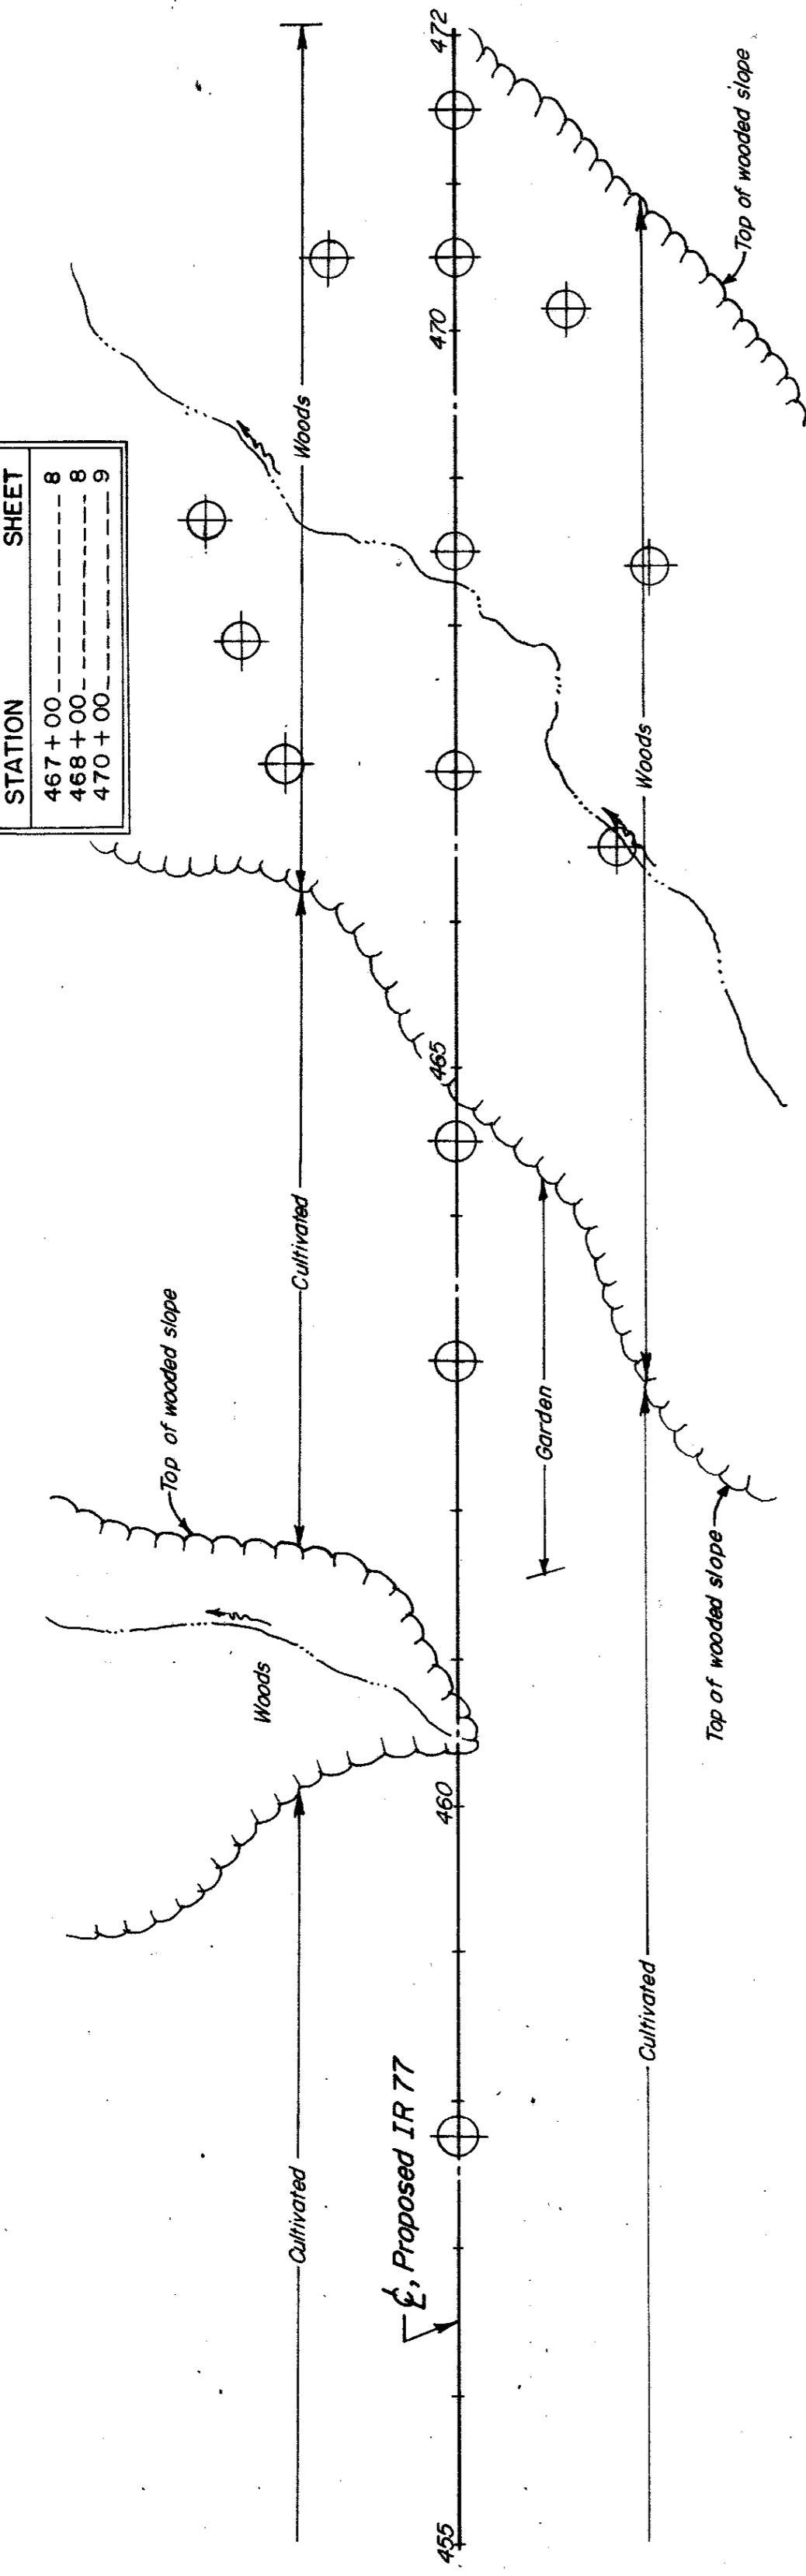 STATION SHEET
467+00 8
468+00 8
470+00 9
455
460
465
470
472
℄, Proposed IR 77
Cultivated
Woods
Top of wooded slope
Cultivated
Woods
Garden
Cultivated
Top of wooded slope
Woods
Top of wooded slope